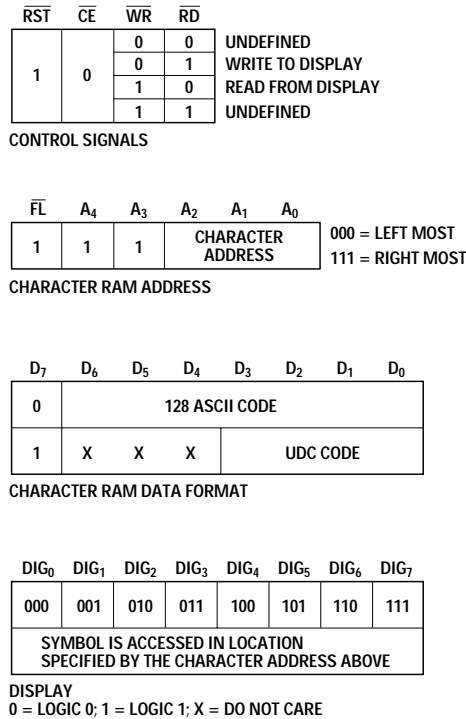 R̅S̅T̅ C̅E̅ W̅R̅ R̅D̅
1 0
0 0 UNDEFINED
0 1 WRITE TO DISPLAY
1 0 READ FROM DISPLAY
1 1 UNDEFINED
CONTROL SIGNALS
F̅L̅ A₄ A₃ A₂ A₁ A₀
1 1 1 CHARACTER ADDRESS
000 = LEFT MOST
111 = RIGHT MOST
CHARACTER RAM ADDRESS
D₇ D₆ D₅ D₄ D₃ D₂ D₁ D₀
0 128 ASCII CODE
1 X X X UDC CODE
CHARACTER RAM DATA FORMAT
DIG₀ DIG₁ DIG₂ DIG₃ DIG₄ DIG₅ DIG₆ DIG₇
000 001 010 011 100 101 110 111
SYMBOL IS ACCESSED IN LOCATION
SPECIFIED BY THE CHARACTER ADDRESS ABOVE
DISPLAY
0 = LOGIC 0; 1 = LOGIC 1; X = DO NOT CARE